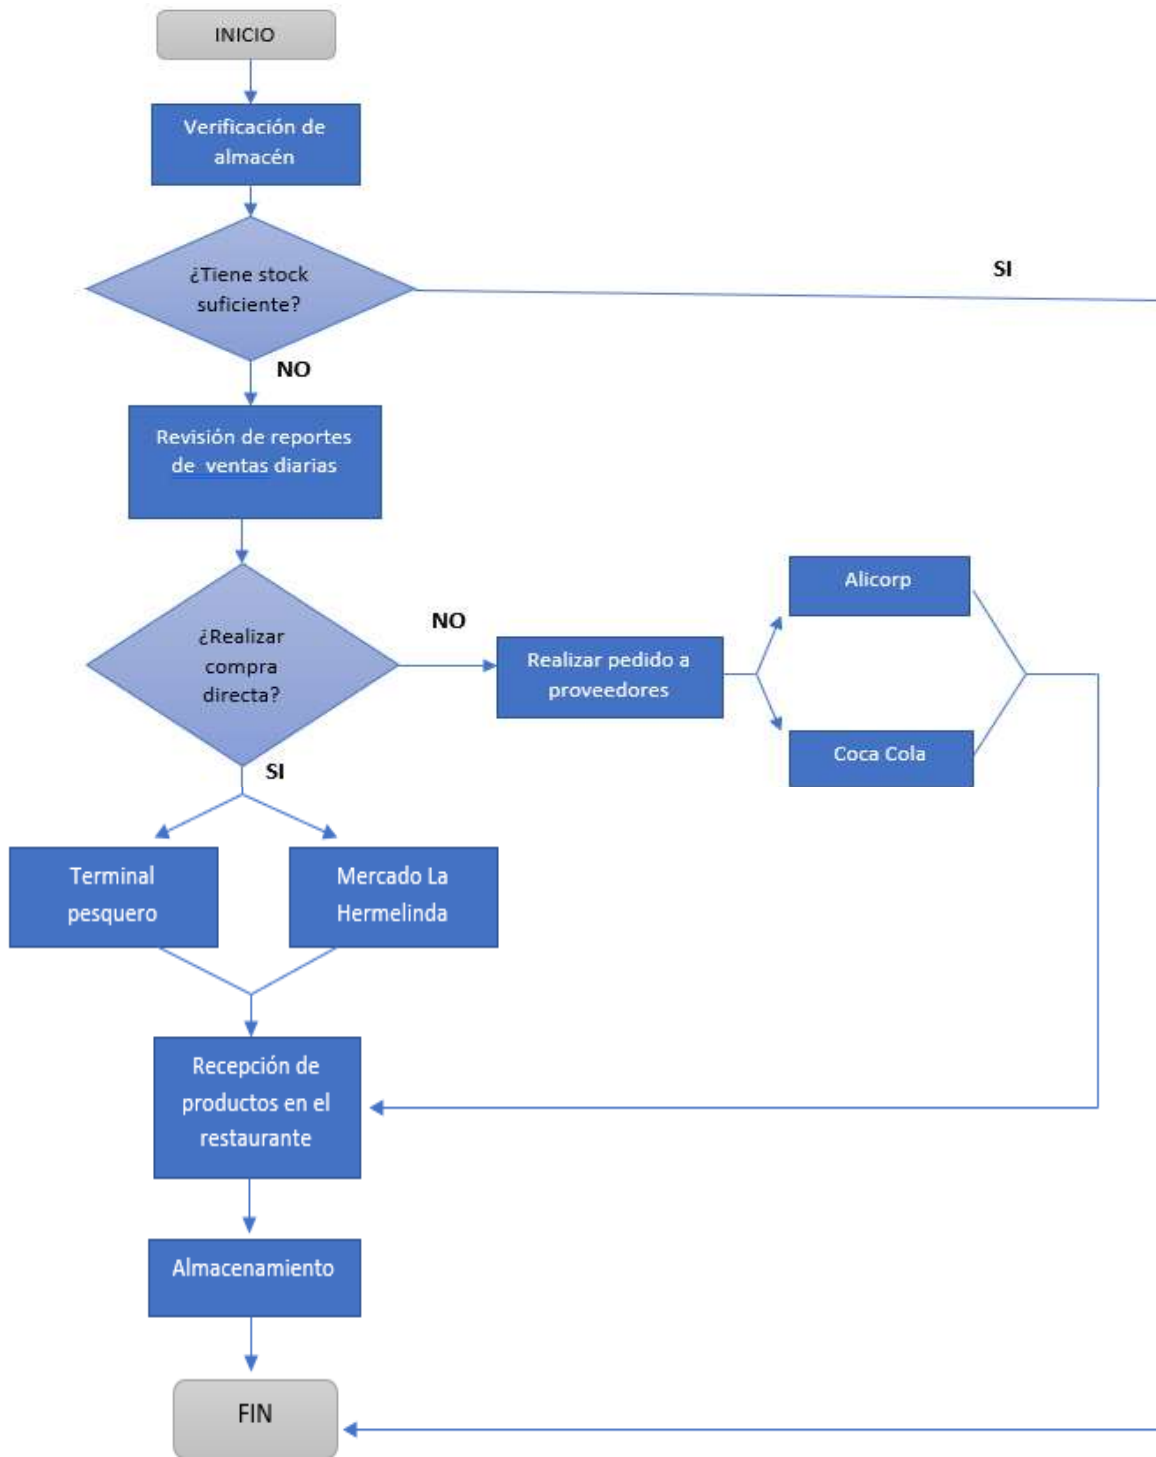 INICIO
Verificación de
almacén
¿Tiene stock
suficiente?
SI
NO
Revisión de reportes
de ventas diarias
¿Realizar
compra
directa?
NO
Realizar pedido a
proveedores
Alicorp
Coca Cola
SI
Terminal
pesquero
Mercado La
Hermelinda
Recepción de
productos en el
restaurante
Almacenamiento
FIN